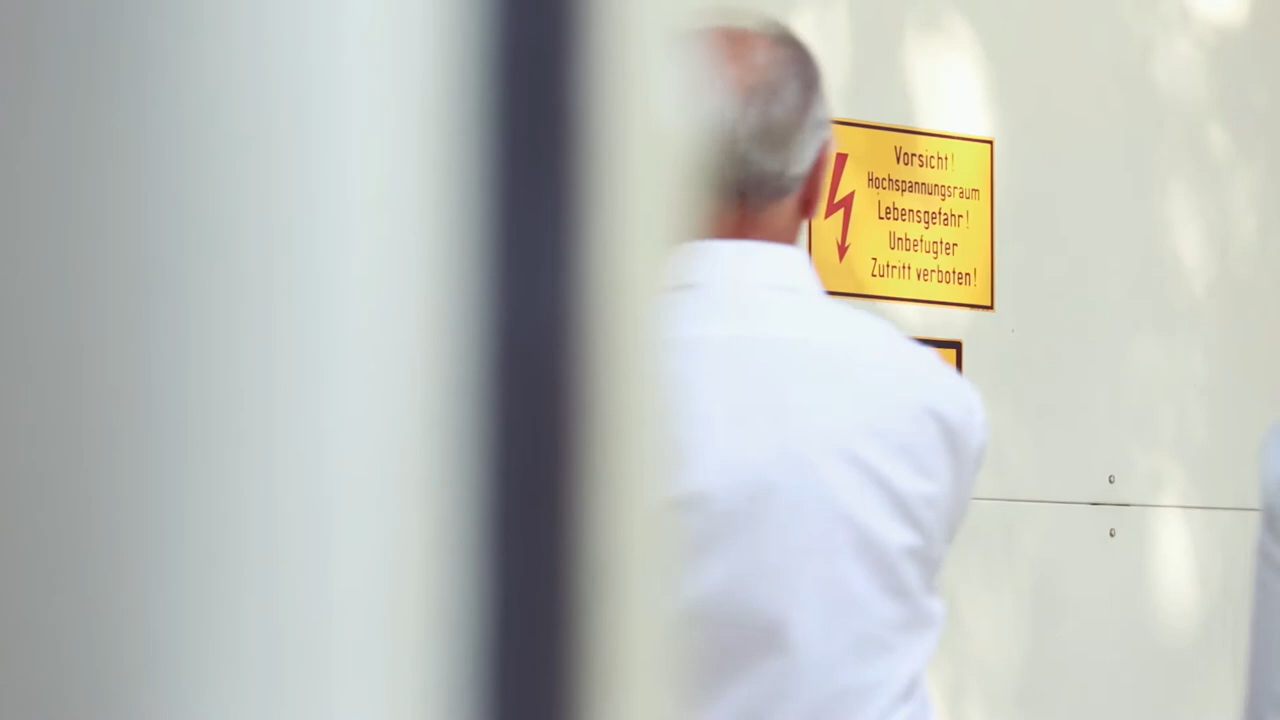 Vorsicht!
Hochspannungsraum
Lebensgefahr!
Unbefugter
Zutritt verboten!